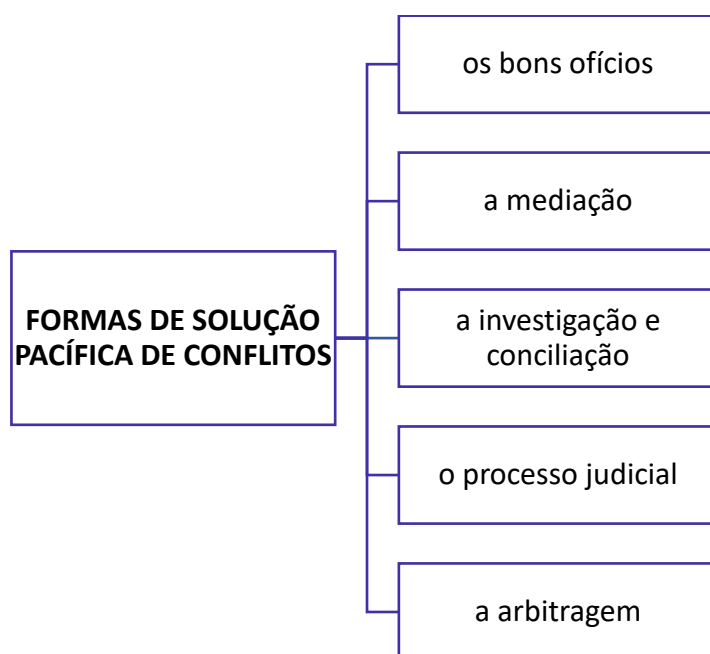 os bons ofícios
a mediação
FORMAS DE SOLUÇÃO
PACÍFICA DE CONFLITOS
a investigação e
conciliação
o processo judicial
a arbitragem